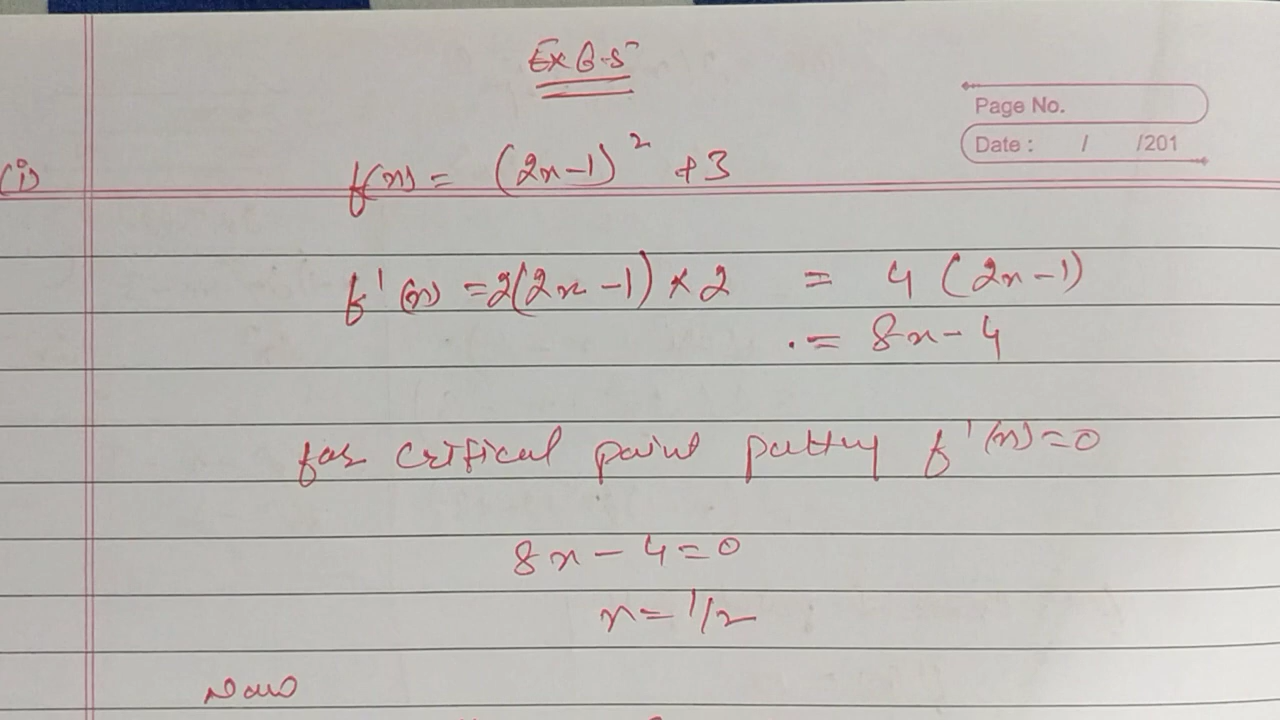 Ex 6.5
Page No.
Date : / /201
(i) f(x) = (2x-1)² +3
f'(x) = 2(2x-1) × 2 = 4 (2x-1)
.= 8x-4
for critical point putting f'(x)=0
8x-4=0
x=1/2
Now